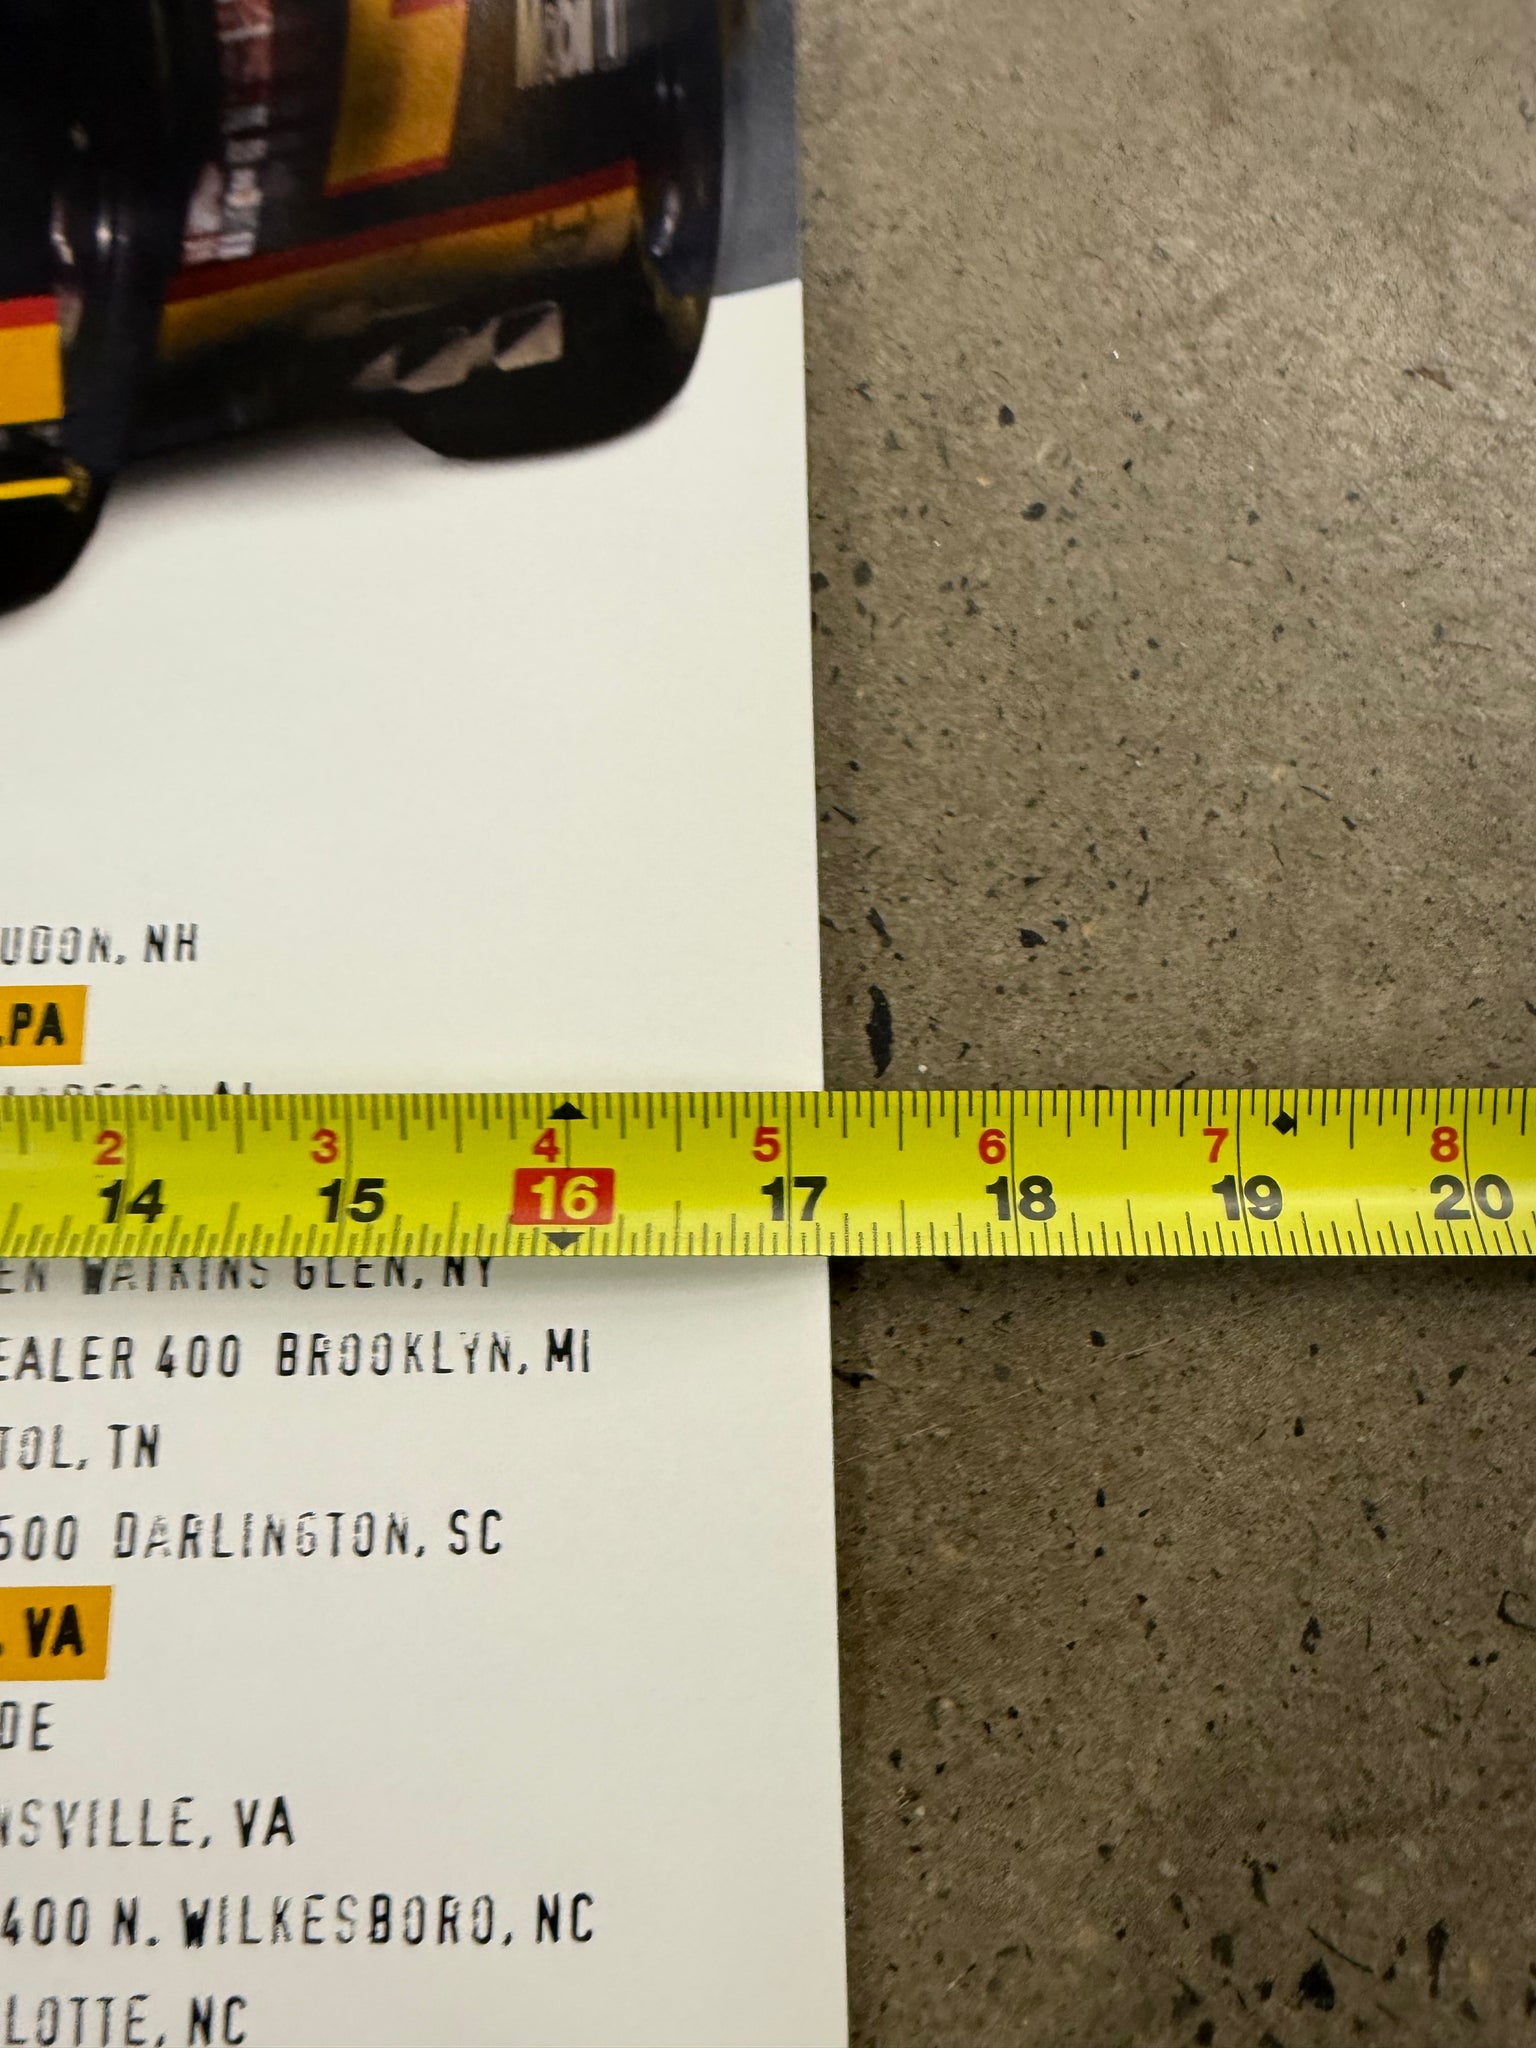 UDON, NH
,PA
2 3 4 5 6 7 8
14 15 16 17 18 19 20
EN WATKINS GLEN, NY
EALER 400 BROOKLYN, MI
TOL, TN
500 DARLINGTON, SC
, VA
DE
NSVILLE, VA
400 N. WILKESBORO, NC
LOTTE, NC